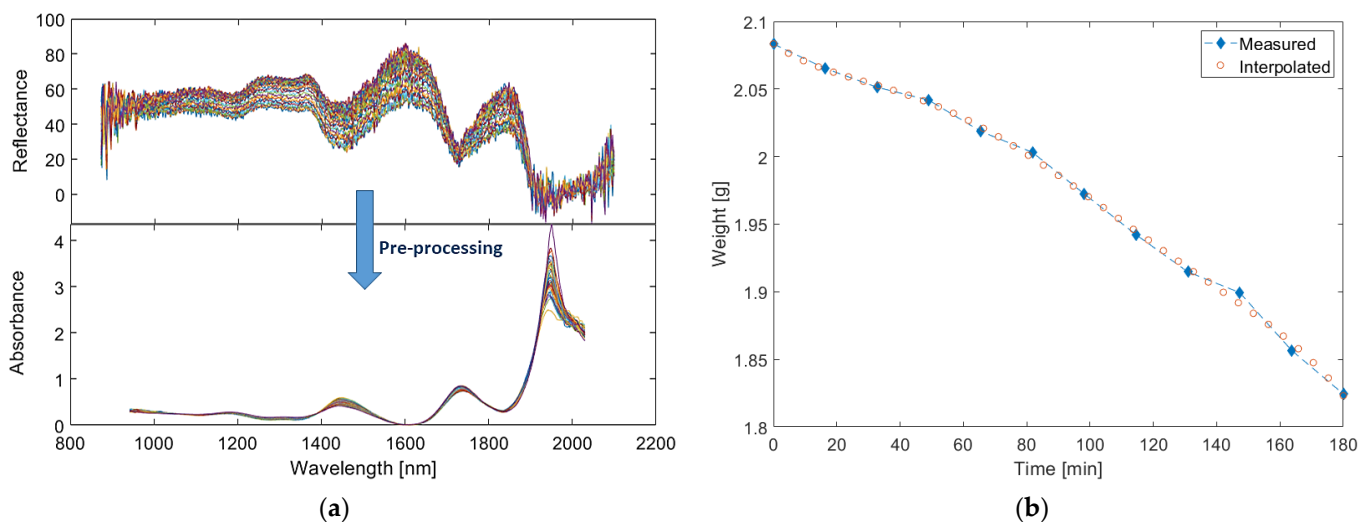 100
80
60
40
20
0
Reflectance
Pre-processing
4
3
2
1
0
Absorbance
800 1000 1200 1400 1600 1800 2000 2200
Wavelength [nm]
(a)
2.1
2.05
2
1.95
1.9
1.85
1.8
Weight [g]
Measured
Interpolated
0 20 40 60 80 100 120 140 160 180
Time [min]
(b)